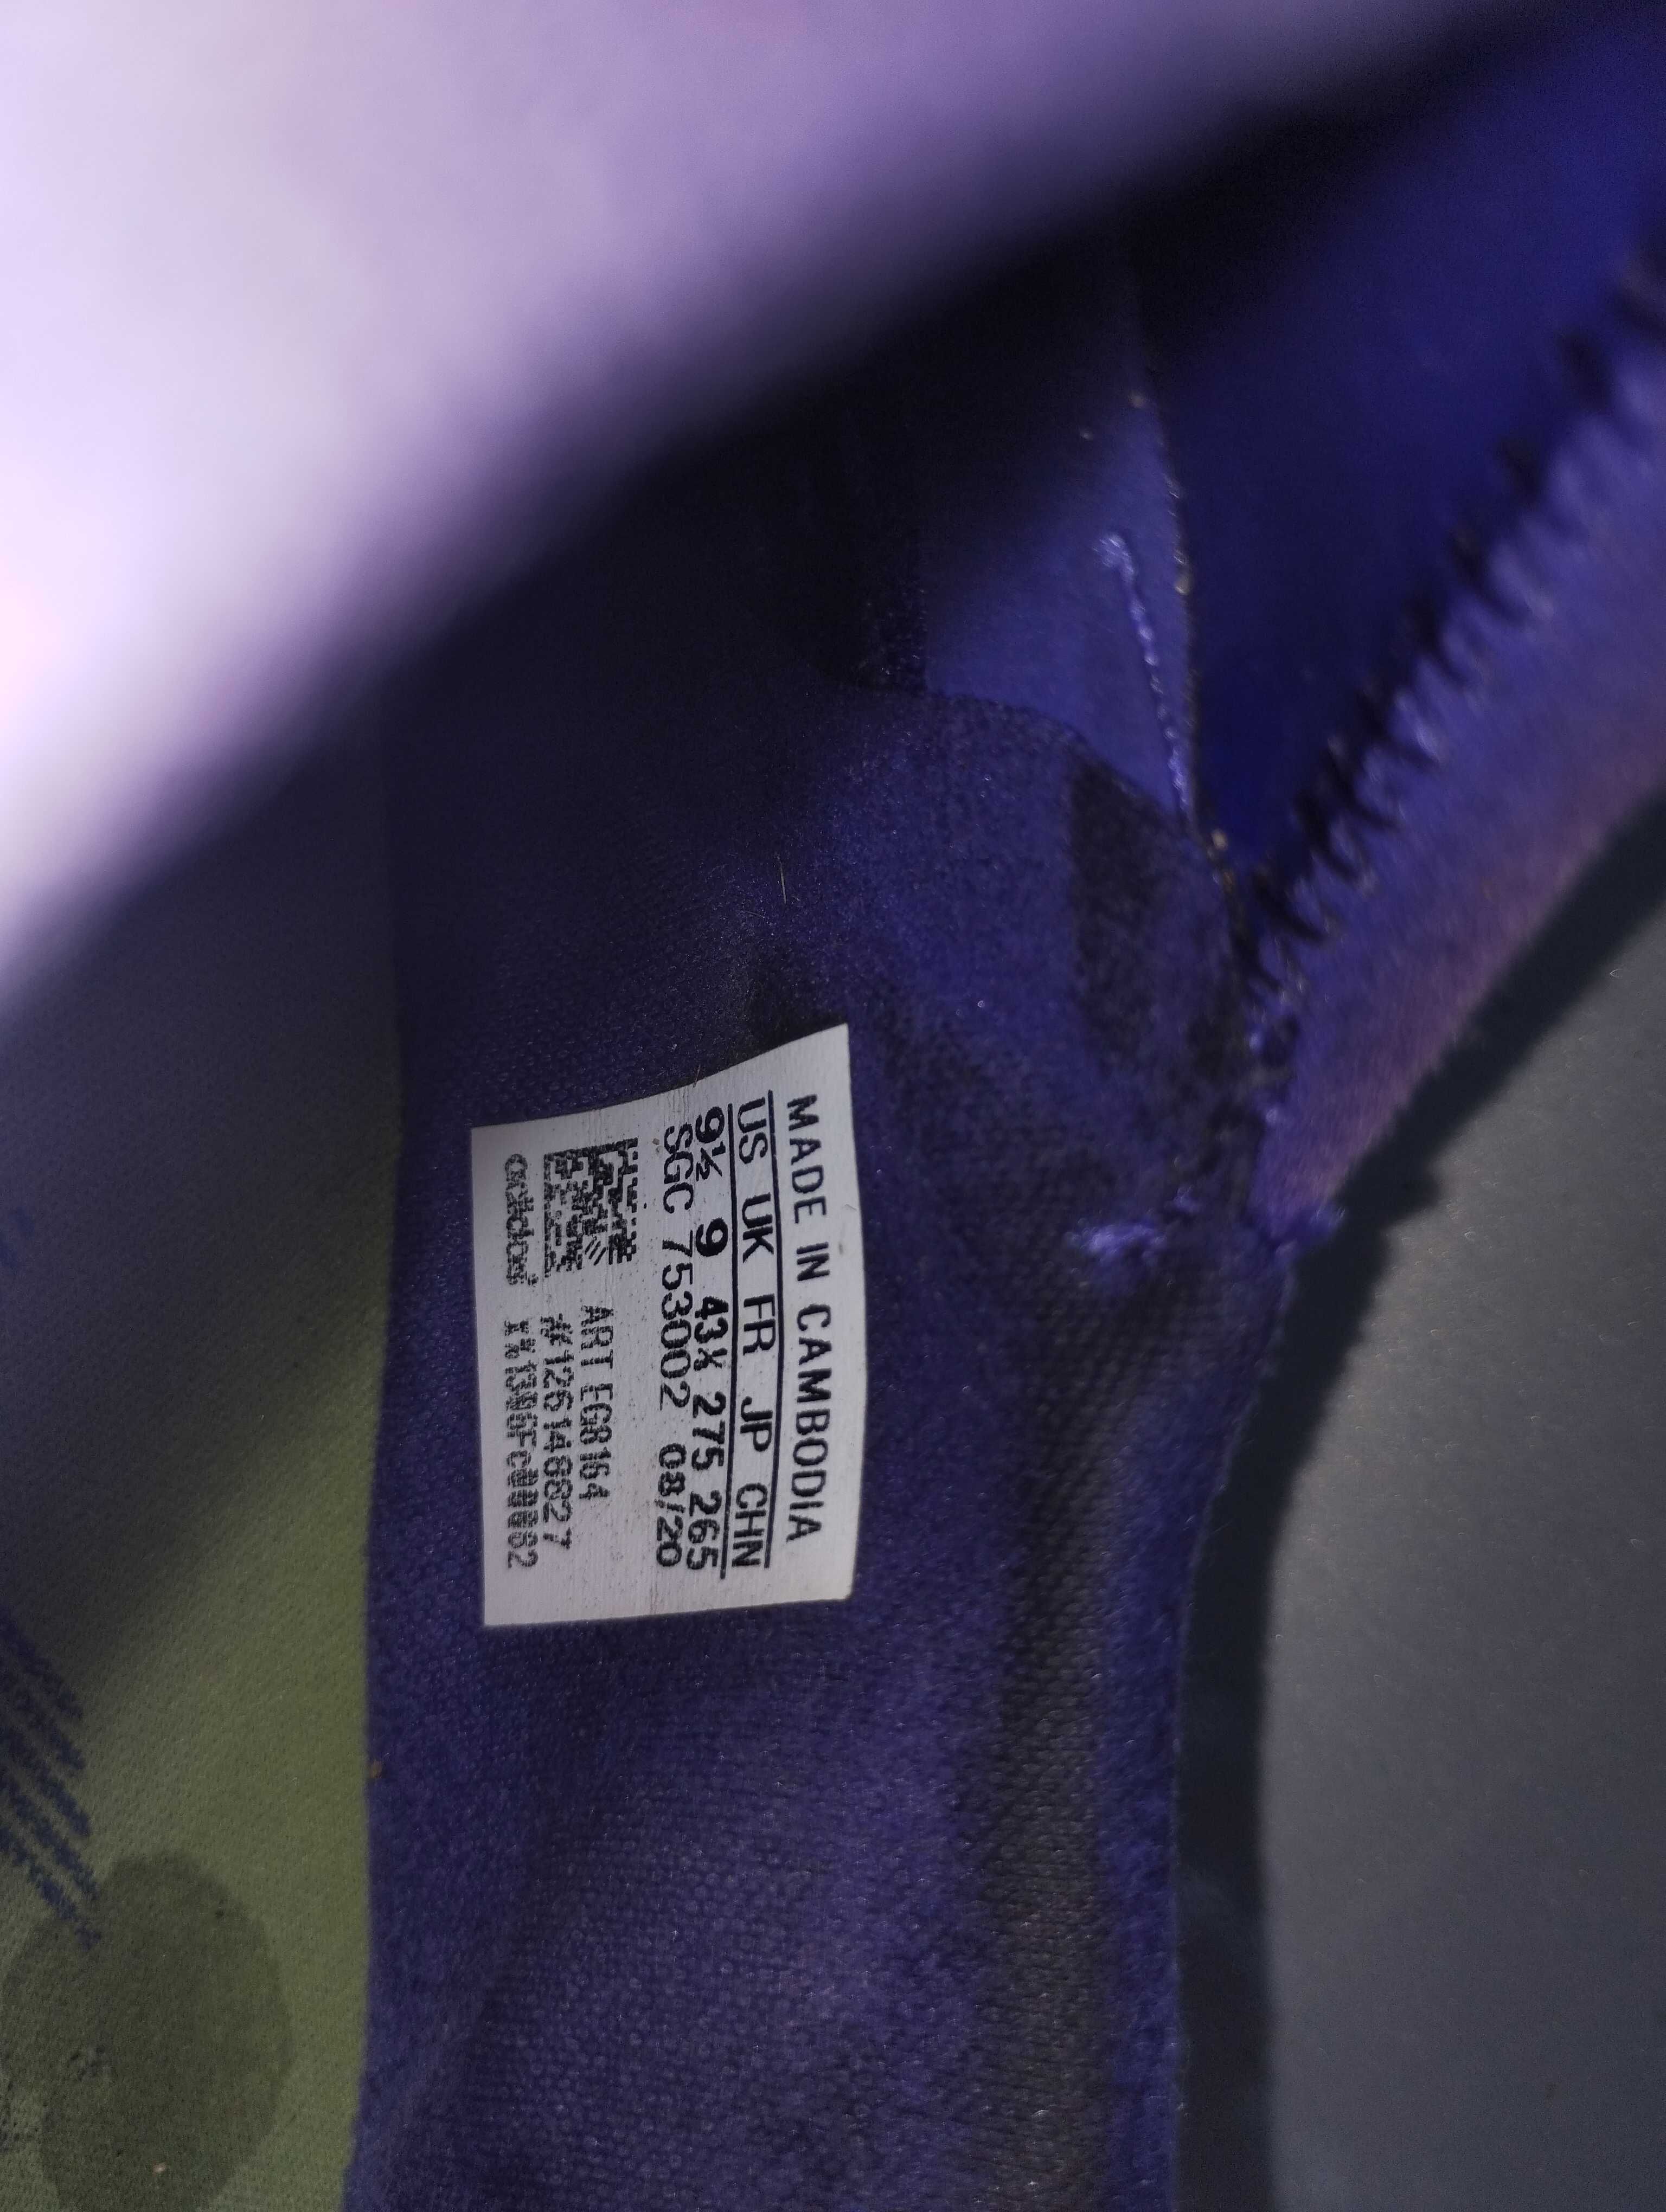 MADE IN CAMBODIA
US UK FR JP CHN
9½ 9 43⅓ 275 265
SGC 753002 08/20
ART EG8164
#126148827
adidas